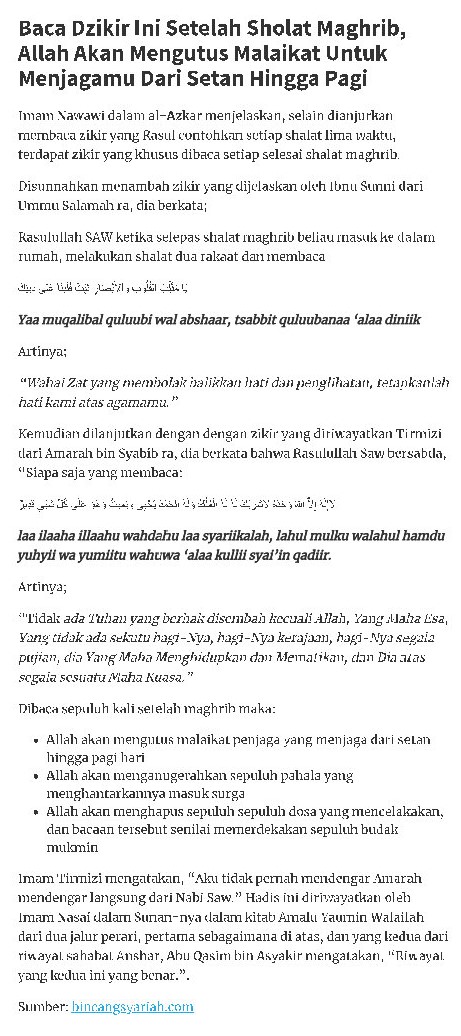 Baca Dzikir Ini Setelah Sholat Maghrib,
Allah Akan Mengutus Malaikat Untuk
Menjagamu Dari Setan Hingga Pagi
Imam Nawawi dalam al-Azkar menjelaskan, selain dianjurkan
membaca zikir yang Rasul contohkan setiap shalat lima waktu,
terdapat zikir yang khusus dibaca setiap selesai shalat maghrib.
Disunnahkan menambah zikir yang dijelaskan oleh Ibnu Sunni dari
Ummu Salamah ra, dia berkata;
Rasulullah SAW ketika selepas shalat maghrib beliau masuk ke dalam
rumah, melakukan shalat dua rakaat dan membaca
يَا مُقَلِّبَ القُلُوبِ وَالأَبْصَارِ ثَبِّتْ قُلُوبَنَا عَلَى دِينِكَ
Yaa muqalibal quluubi wal abshaar, tsabbit quluubanaa ‘alaa diniik
Artinya;
“Wahai Zat yang membolak balikkan hati dan penglihatan, tetapkanlah
hati kami atas agamamu.”
Kemudian dilanjutkan dengan dengan zikir yang diriwayatkan Tirmizi
dari Amarah bin Syabib ra, dia berkata bahwa Rasulullah Saw bersabda,
“Siapa saja yang membaca:
لاَإِلَهَ إِلاَّ اللهُ وَحْدَهُ لاَشَرِيْكَ لَهُ لَهُ الْمُلْكُ وَلَهُ الحَمْدُ يُحْيِي وَيُمِيتُ وَهُوَ عَلَى كُلِّ شَيْءٍ قَدِيرٌ
laa ilaaha illaahu wahdahu laa syariikalah, lahul mulku walahul hamdu
yuhyii wa yumiitu wahuwa ‘alaa kullii syai’in qadiir.
Artinya;
“Tidak ada Tuhan yang berhak disembah kecuali Allah, Yang Maha Esa,
Yang tidak ada sekutu bagi-Nya, bagi-Nya kerajaan, bagi-Nya segala
pujian, dia Yang Maha Menghidupkan dan Mematikan, dan Dia atas
segala sesuatu Maha Kuasa.”
Dibaca sepuluh kali setelah maghrib maka:
• Allah akan mengutus malaikat penjaga yang menjaga dari setan
hingga pagi hari
• Allah akan menganugerahkan sepuluh pahala yang
menghantarkannya masuk surga
• Allah akan menghapus sepuluh sepuluh dosa yang mencelakakan,
dan bacaan tersebut senilai memerdekakan sepuluh budak
mukmin
Imam Tirmizi mengatakan, “Aku tidak pernah mendengar Amarah
mendengar langsung dari Nabi Saw.” Hadis ini diriwayatkan oleh
Imam Nasai dalam Sunan-nya dalam kitab Amalu Yaumin Wailaih
dari dua jalur perari, pertama sebagaimana di atas, dan yang kedua dari
riwayat sahabat Anshar, Abu Qasim bin Asyakir mengatakan, “Riwayat
yang kedua ini yang benar.”.
Sumber: bincangsyariah.com